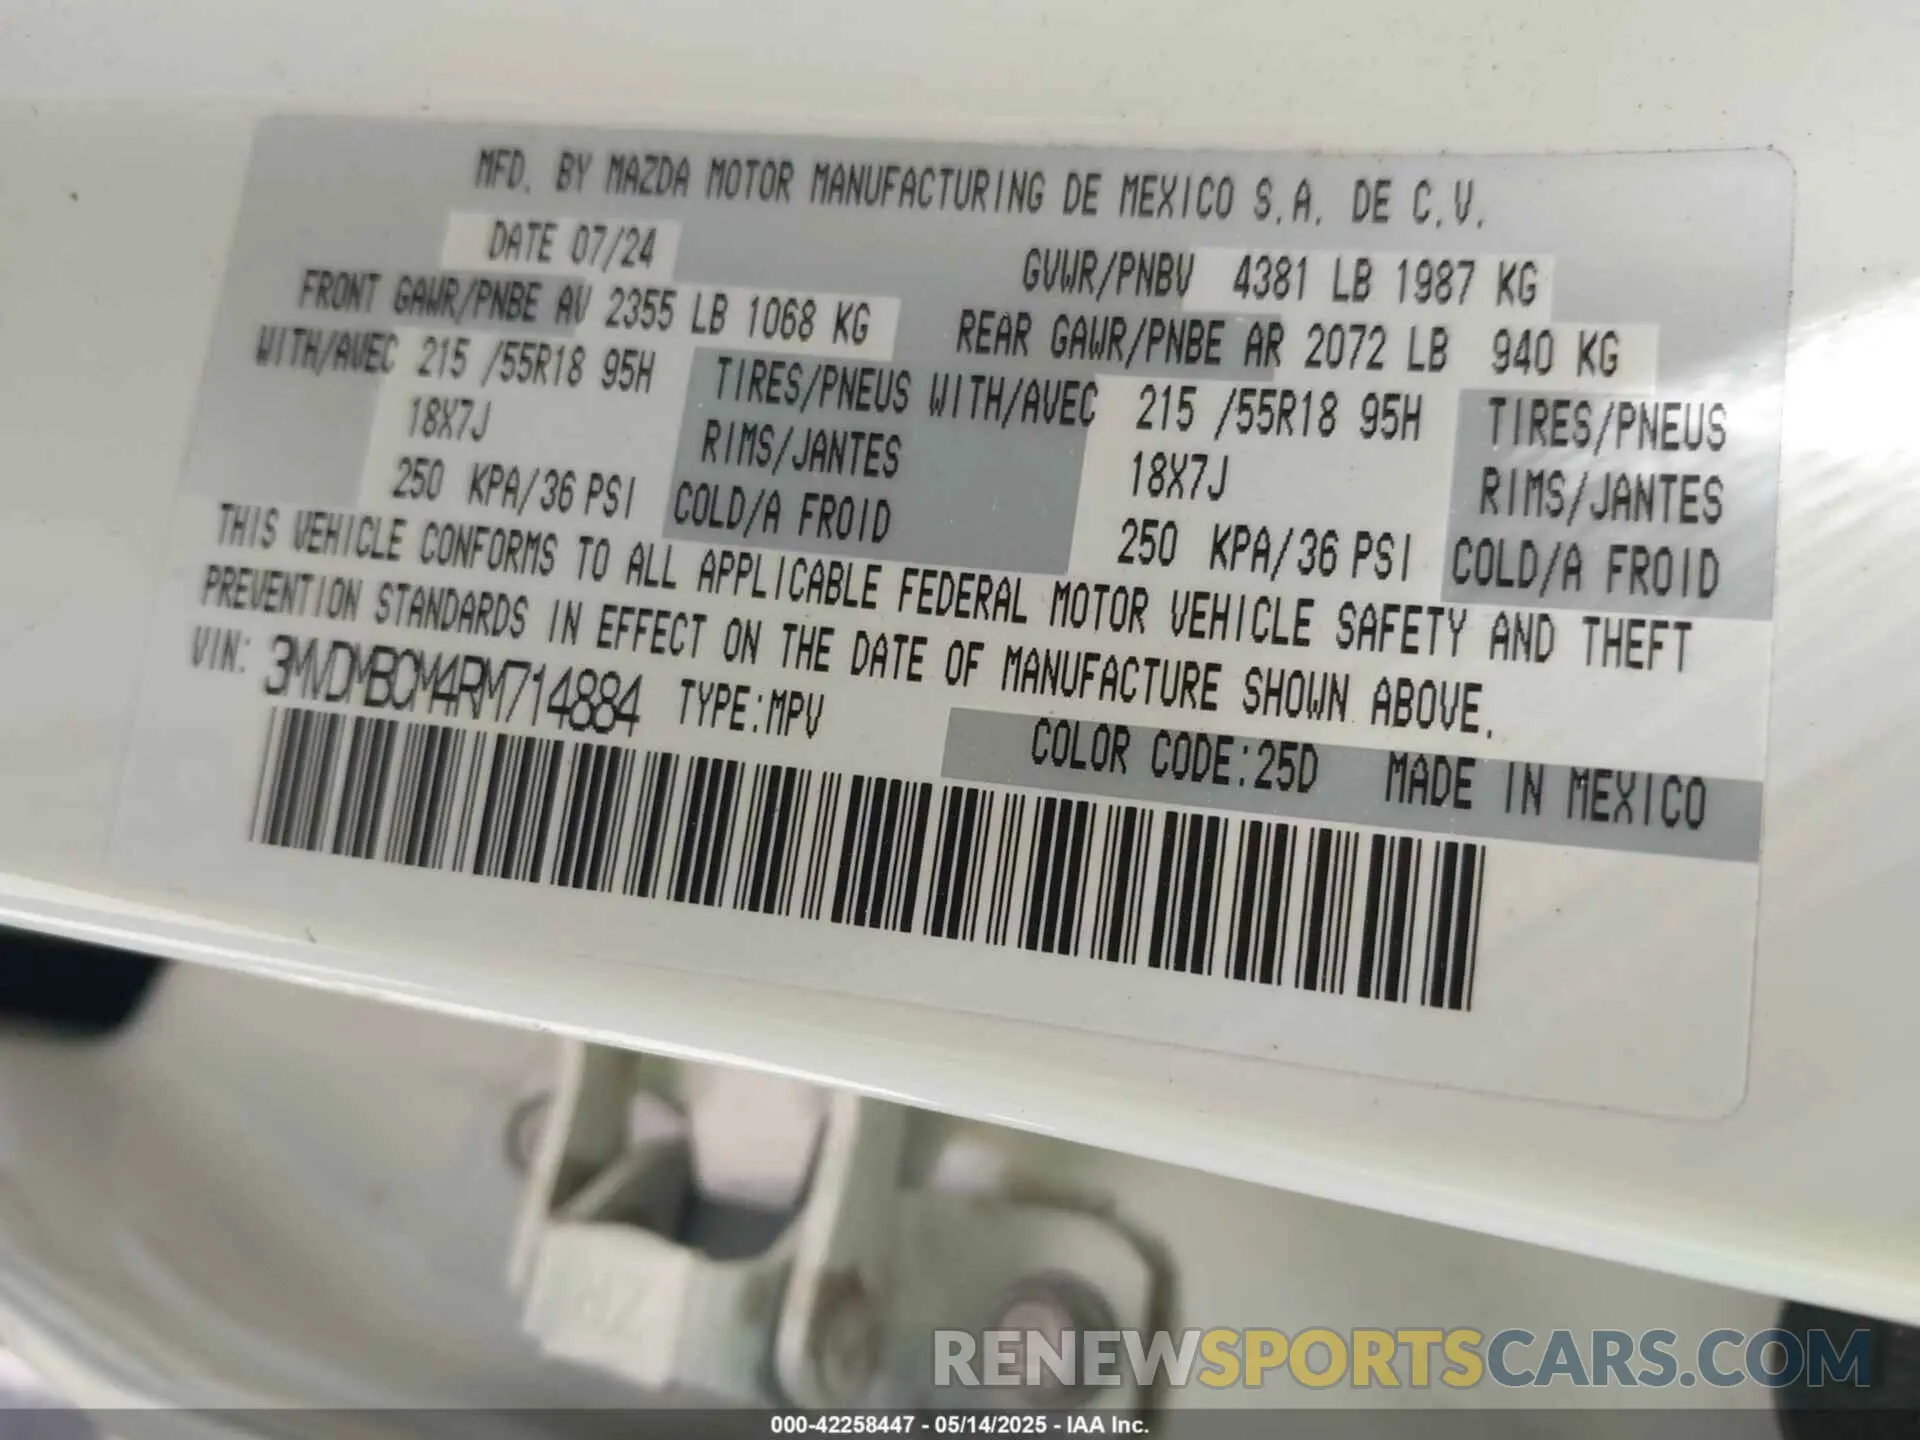 MFD. BY MAZDA MOTOR MANUFACTURING DE MEXICO S.A. DE C.V.
DATE 07/24 GVWR/PNBV 4381 LB 1987 KG
FRONT GAWR/PNBE AV 2355 LB 1068 KG REAR GAWR/PNBE AR 2072 LB 940 KG
WITH/AVEC 215 /55R18 95H TIRES/PNEUS WITH/AVEC 215 /55R18 95H TIRES/PNEUS
18X7J RIMS/JANTES 18X7J RIMS/JANTES
250 KPA/36 PSI COLD/A FROID 250 KPA/36 PSI COLD/A FROID
THIS VEHICLE CONFORMS TO ALL APPLICABLE FEDERAL MOTOR VEHICLE SAFETY AND THEFT
PREVENTION STANDARDS IN EFFECT ON THE DATE OF MANUFACTURE SHOWN ABOVE.
VIN: 3MVDMBCM4RM714884 TYPE:MPV
COLOR CODE:25D MADE IN MEXICO
RENEWSPORTSCARS.COM
000-42258447 - 05/14/2025 - IAA Inc.